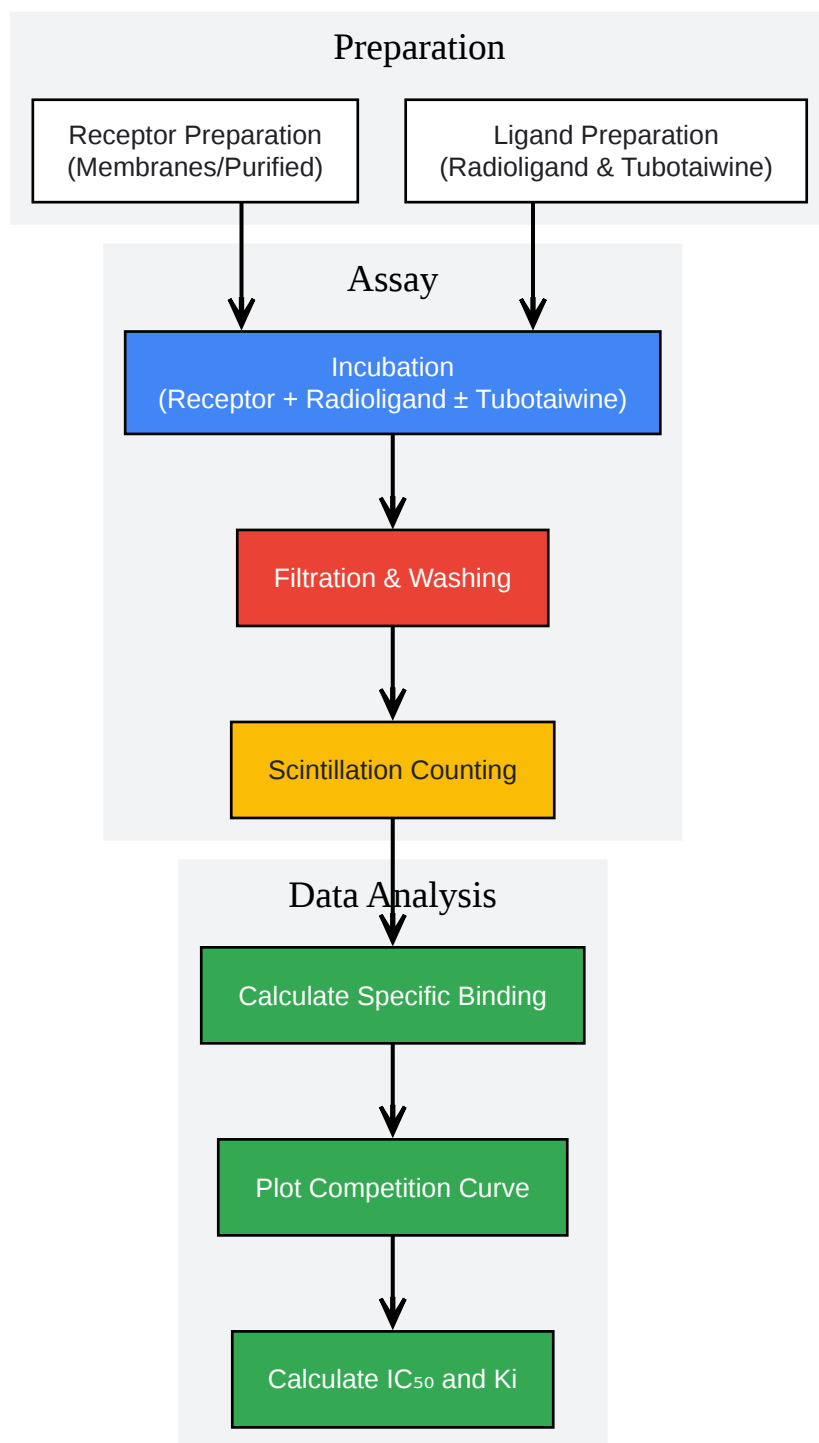 Preparation
Receptor Preparation
(Membranes/Purified)
Ligand Preparation
(Radioligand & Tubotaiwine)
Assay
Incubation
(Receptor + Radioligand ± Tubotaiwine)
Filtration & Washing
Scintillation Counting
Data Analysis
Calculate Specific Binding
Plot Competition Curve
Calculate IC₅₀ and Ki